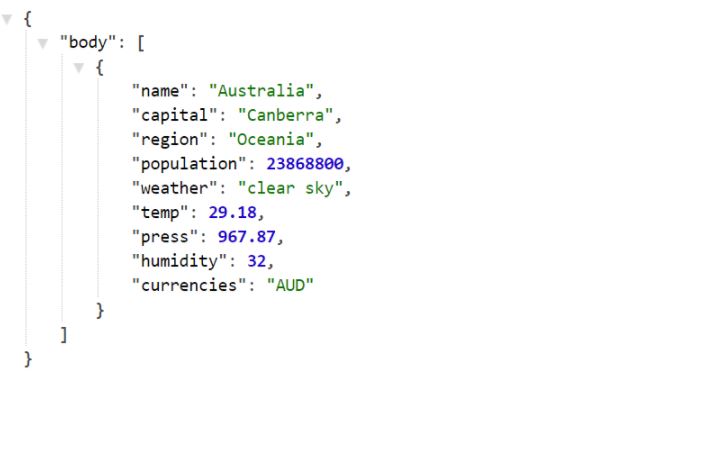 {
"body": [
{
"name": "Australia",
"capital": "Canberra",
"region": "Oceania",
"population": 23868800,
"weather": "clear sky",
"temp": 29.18,
"press": 967.87,
"humidity": 32,
"currencies": "AUD"
}
]
}